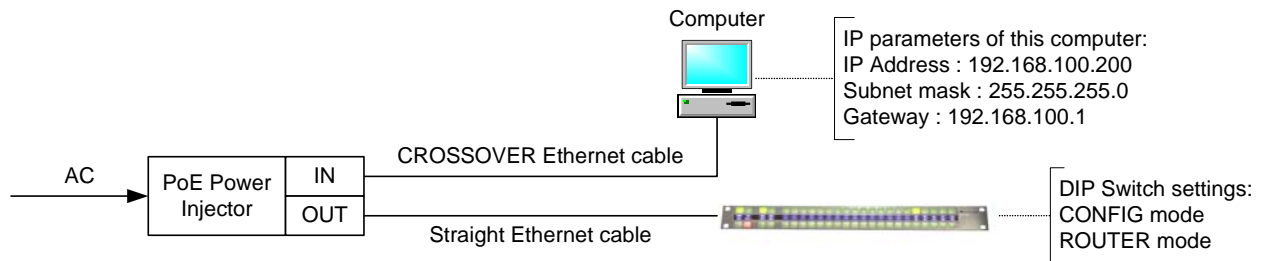 Computer
IP parameters of this computer:
IP Address : 192.168.100.200
Subnet mask : 255.255.255.0
Gateway : 192.168.100.1
AC
PoE Power
Injector
IN
OUT
CROSSOVER Ethernet cable
Straight Ethernet cable
DIP Switch settings:
CONFIG mode
ROUTER mode